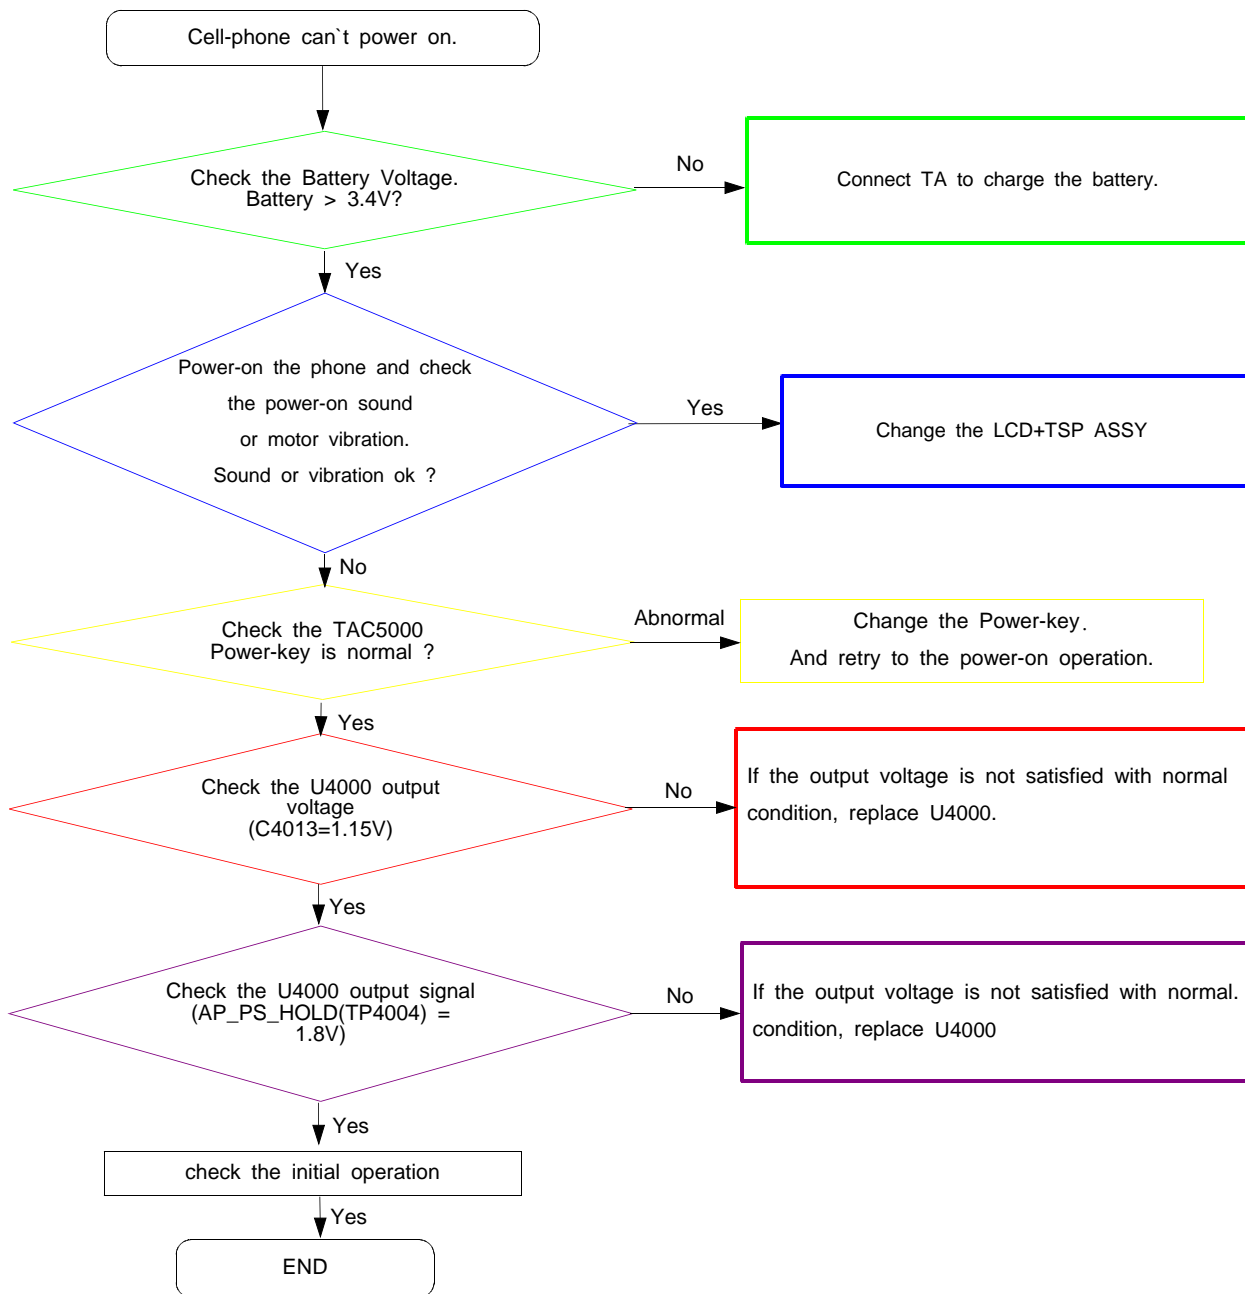 Cell-phone can`t power on.
Check the Battery Voltage.
Battery > 3.4V?
No
Connect TA to charge the battery.
Yes
Power-on the phone and check
the power-on sound
or motor vibration.
Sound or vibration ok ?
Yes
Change the LCD+TSP ASSY
No
Check the TAC5000
Power-key is normal ?
Abnormal
Change the Power-key.
And retry to the power-on operation.
Yes
Check the U4000 output
voltage
(C4013=1.15V)
No
If the output voltage is not satisfied with normal
condition, replace U4000.
Yes
Check the U4000 output signal
(AP_PS_HOLD(TP4004) =
1.8V)
No
If the output voltage is not satisfied with normal.
condition, replace U4000
Yes
check the initial operation
Yes
END